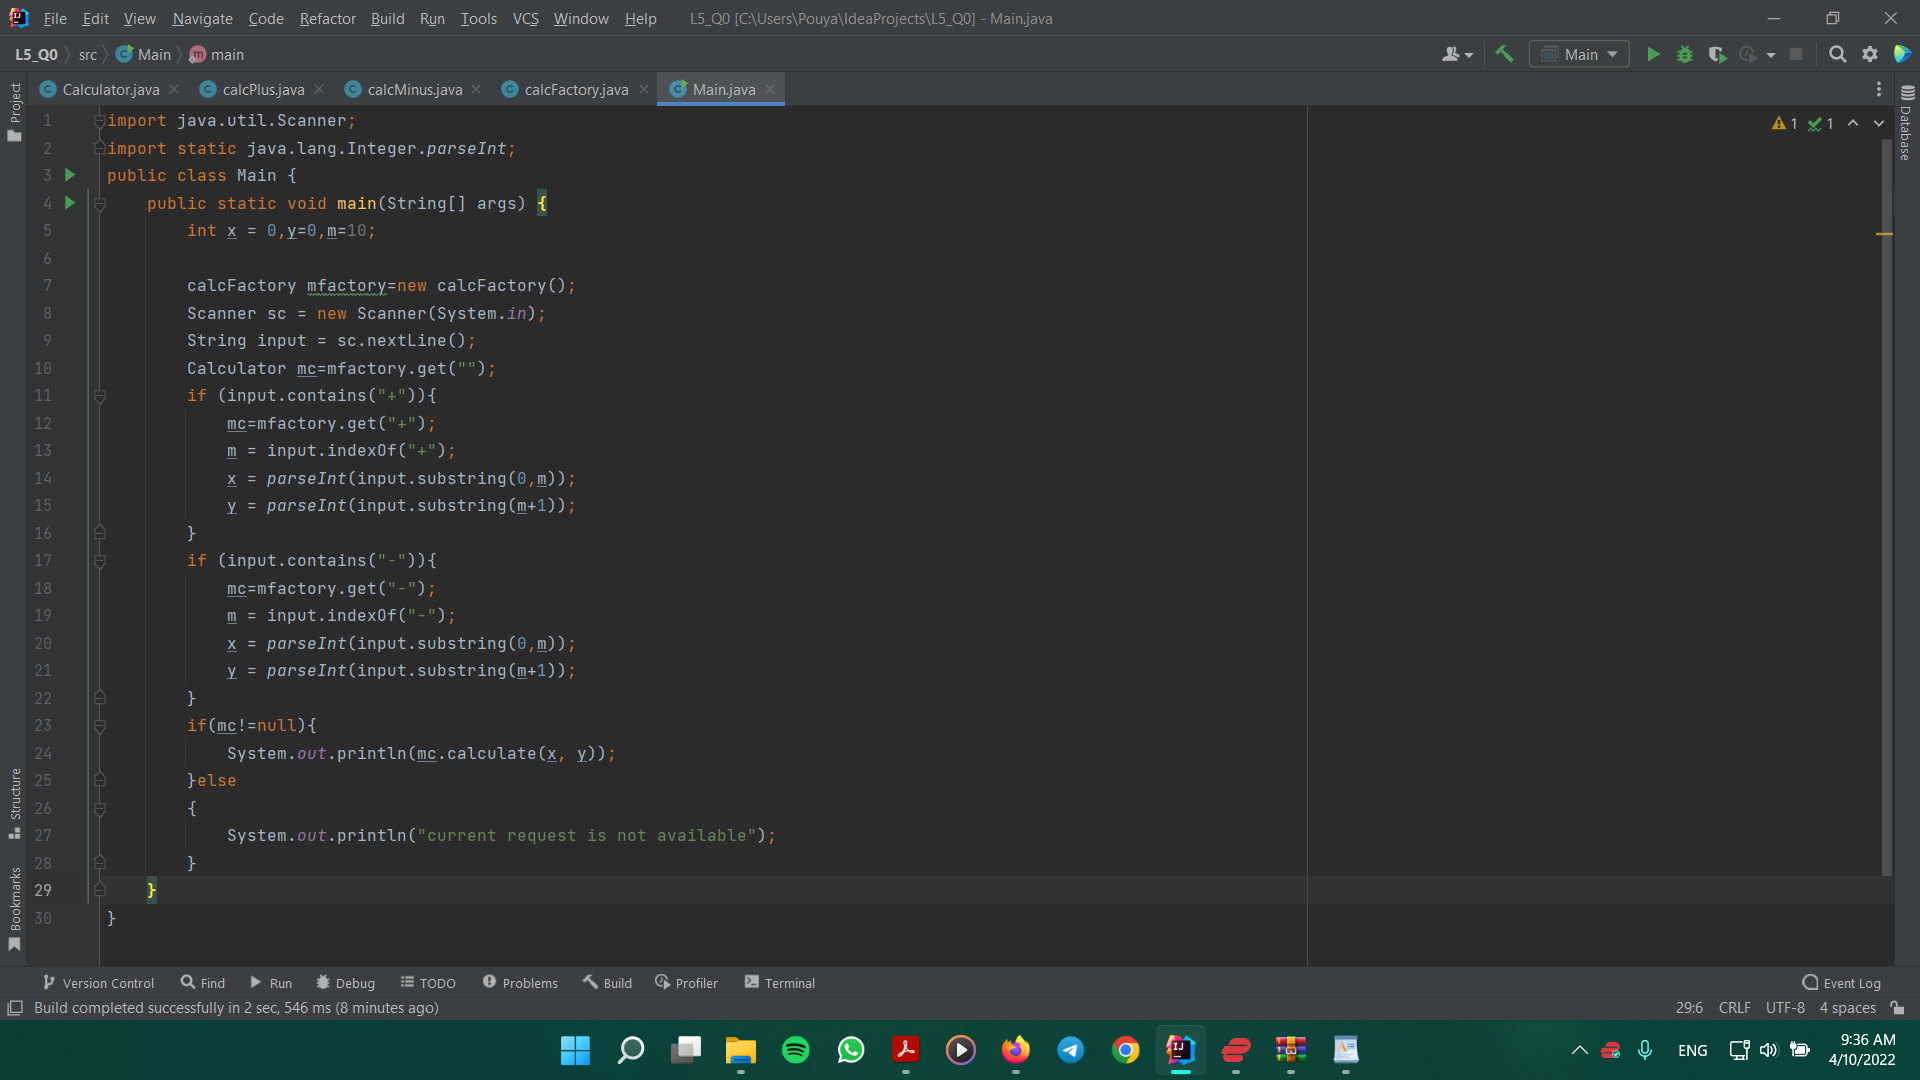 File Edit View Navigate Code Refactor Build Run Tools VCS Window Help L5_Q0 [C:\Users\Pouya\IdeaProjects\L5_Q0] - Main.java
L5_Q0 src Main main Main
Calculator.java calcPlus.java calcMinus.java calcFactory.java Main.java
Project
Database
1 1
1 import java.util.Scanner;
2 import static java.lang.Integer.parseInt;
3 public class Main {
4 public static void main(String[] args) {
5 int x = 0,y=0,m=10;
6
7 calcFactory mfactory=new calcFactory();
8 Scanner sc = new Scanner(System.in);
9 String input = sc.nextLine();
10 Calculator mc=mfactory.get("");
11 if (input.contains("+")){
12 mc=mfactory.get("+");
13 m = input.indexOf("+");
14 x = parseInt(input.substring(0,m));
15 y = parseInt(input.substring(m+1));
16 }
17 if (input.contains("-")){
18 mc=mfactory.get("-");
19 m = input.indexOf("-");
20 x = parseInt(input.substring(0,m));
21 y = parseInt(input.substring(m+1));
22 }
23 if(mc!=null){
24 System.out.println(mc.calculate(x, y));
25 }else
26 {
27 System.out.println("current request is not available");
28 }
29 }
30 }
Structure
Bookmarks
Version Control Find Run Debug TODO Problems Build Profiler Terminal Event Log
Build completed successfully in 2 sec, 546 ms (8 minutes ago) 29:6 CRLF UTF-8 4 spaces
ENG 9:36 AM
4/10/2022